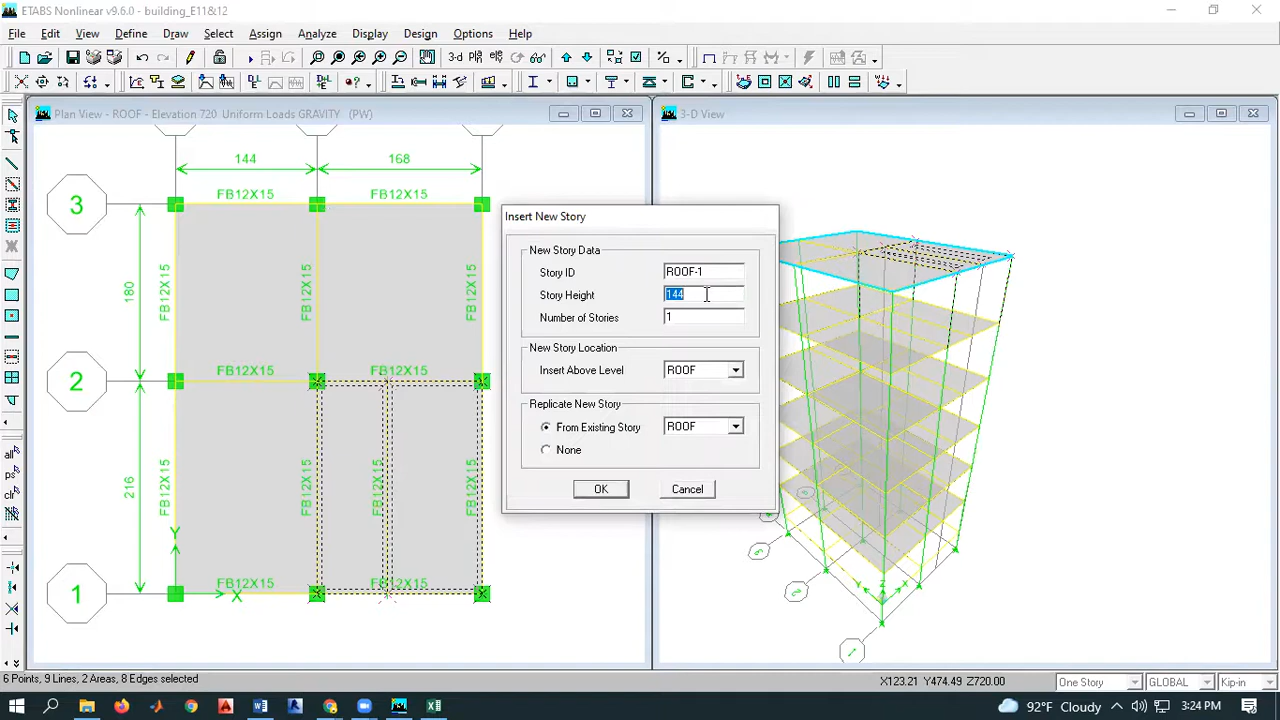 ETABS Nonlinear v9.6.0 - building_E11&12
File Edit View Define Draw Select Assign Analyze Display Design Options Help
3-d
all
ps
clr
Plan View - ROOF - Elevation 720 Uniform Loads GRAVITY (PW)
144 168
FB12X15 FB12X15
3
180
FB12X15 FB12X15 FB12X15
FB12X15 FB12X15
2
216
FB12X15 FB12X15 FB12X15 FB12X15
Y
FB12X15 FB12X15
1
X
Insert New Story
New Story Data
Story ID ROOF-1
Story Height 144
Number of Stories 1
New Story Location
Insert Above Level ROOF
Replicate New Story
From Existing Story ROOF
None
OK Cancel
3-D View
Z
Y X
6 Points, 9 Lines, 2 Areas, 8 Edges selected
X123.21 Y474.49 Z720.00
One Story
GLOBAL
Kip-in
92°F Cloudy
3:24 PM